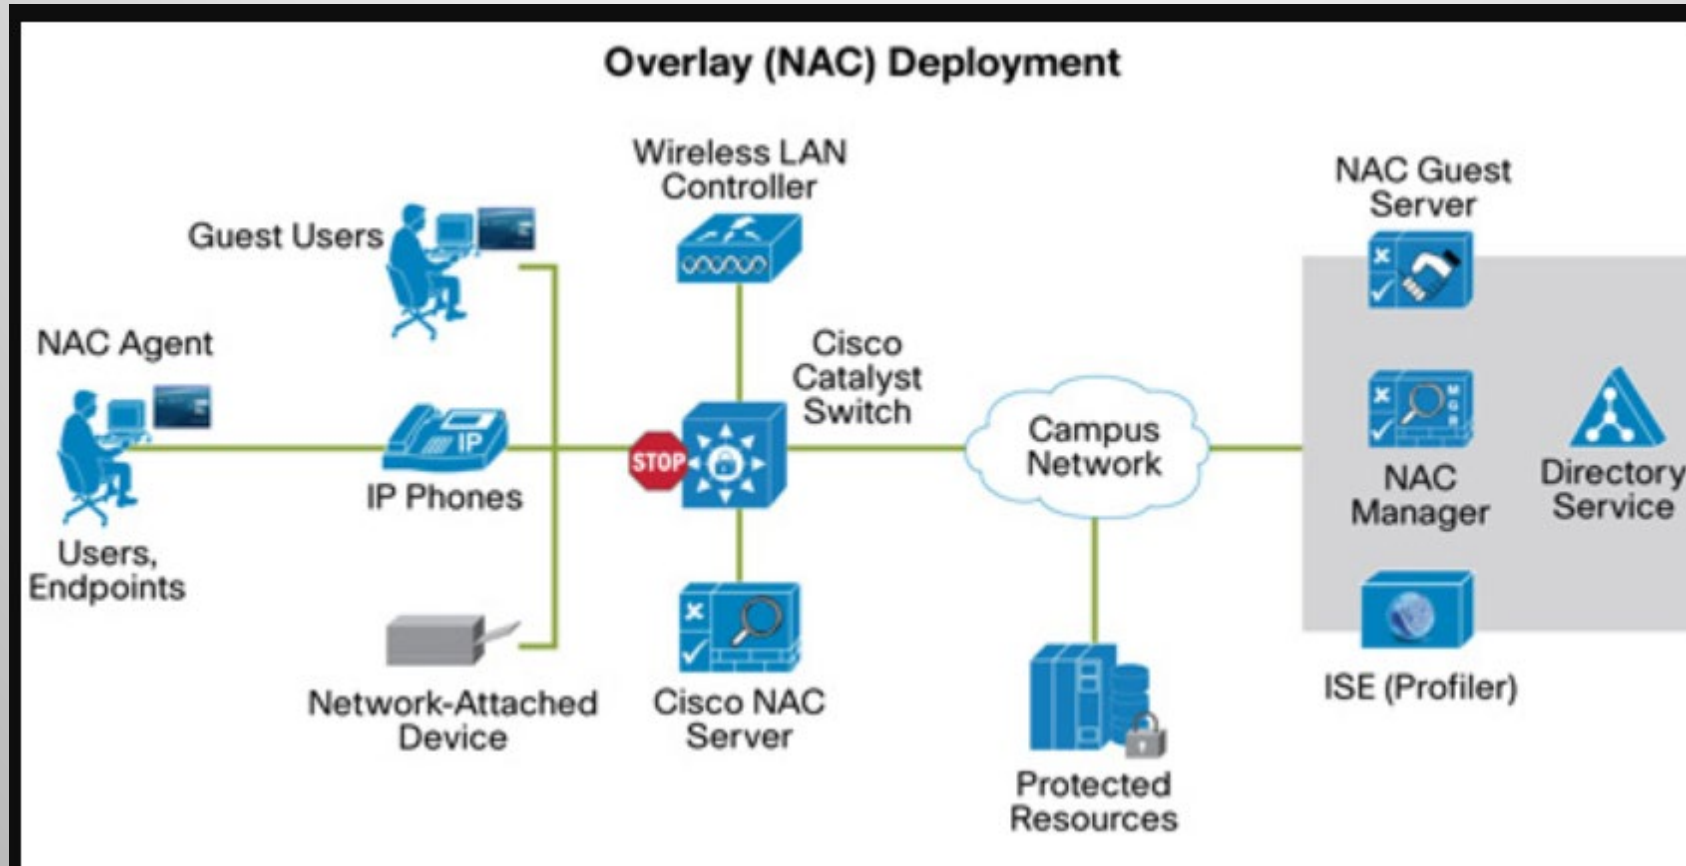 Overlay (NAC) Deployment
Wireless LAN
Controller
NAC Guest
Server
Guest Users
NAC Agent
Cisco
Catalyst
Switch
IP
STOP
Campus
Network
MGR
IP Phones
NAC
Manager
Directory
Service
Users,
Endpoints
Network-Attached
Device
Cisco NAC
Server
ISE (Profiler)
Protected
Resources